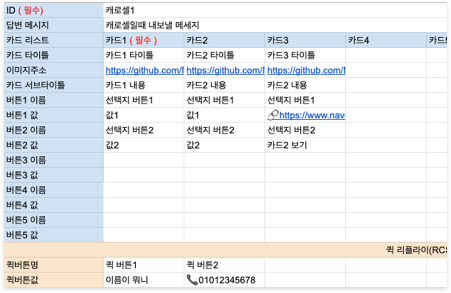 ID ( 필수) 캐로셀1
답변 메시지 캐로셀일때 내보낼 메세지
카드 리스트 카드1 ( 필수 ) 카드2 카드3 카드4 카드5
카드 타이틀 카드1 타이틀 카드2 타이틀 카드3 타이틀
이미지주소 https://github.com/ https://github.com/ https://github.com/
카드 서브타이틀 카드1 내용 카드2 내용 카드2 내용
버튼1 이름 선택지 버튼1 선택지 버튼1 선택지 버튼1
버튼1 값 값1 값1 🔗https://www.nav
버튼2 이름 선택지 버튼2 선택지 버튼2 선택지 버튼2
버튼2 값 값2 값2 카드2 보기
버튼3 이름
버튼3 값
버튼4 이름
버튼4 값
버튼5 이름
버튼5 값
퀵 리플라이(RCS
퀵버튼명 퀵 버튼1 퀵 버튼2
퀵버튼값 이름이 뭐니 📞01012345678